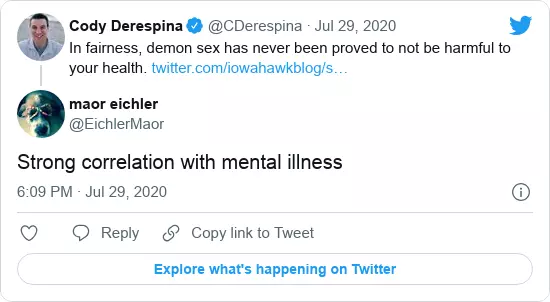 Cody Derespina @CDerespina · Jul 29, 2020
In fairness, demon sex has never been proved to not be harmful to
your health. twitter.com/iowahawkblog/s…
maor eichler
@EichlerMaor
Strong correlation with mental illness
6:09 PM · Jul 29, 2020
Reply
Copy link to Tweet
Explore what's happening on Twitter